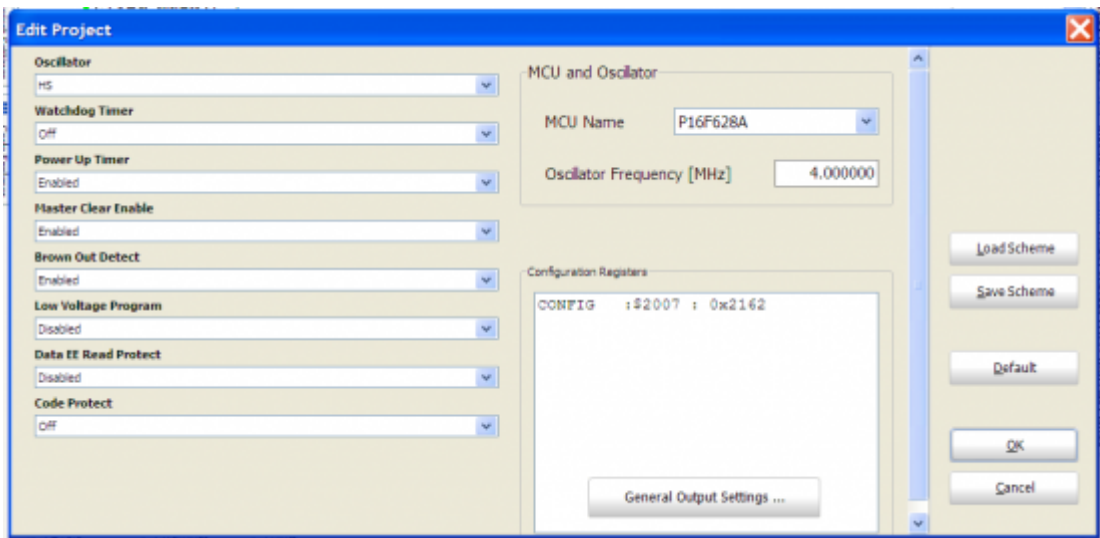 Edit Project
Oscillator
HS
Watchdog Timer
Off
Power Up Timer
Enabled
Master Clear Enable
Enabled
Brown Out Detect
Enabled
Low Voltage Program
Disabled
Data EE Read Protect
Disabled
Code Protect
Off
MCU and Oscilator
MCU Name P16F628A
Oscilator Frequency [MHz] 4.000000
Configuration Registers
CONFIG :$2007 : 0x2162
General Output Settings ...
Load Scheme
Save Scheme
Default
OK
Cancel